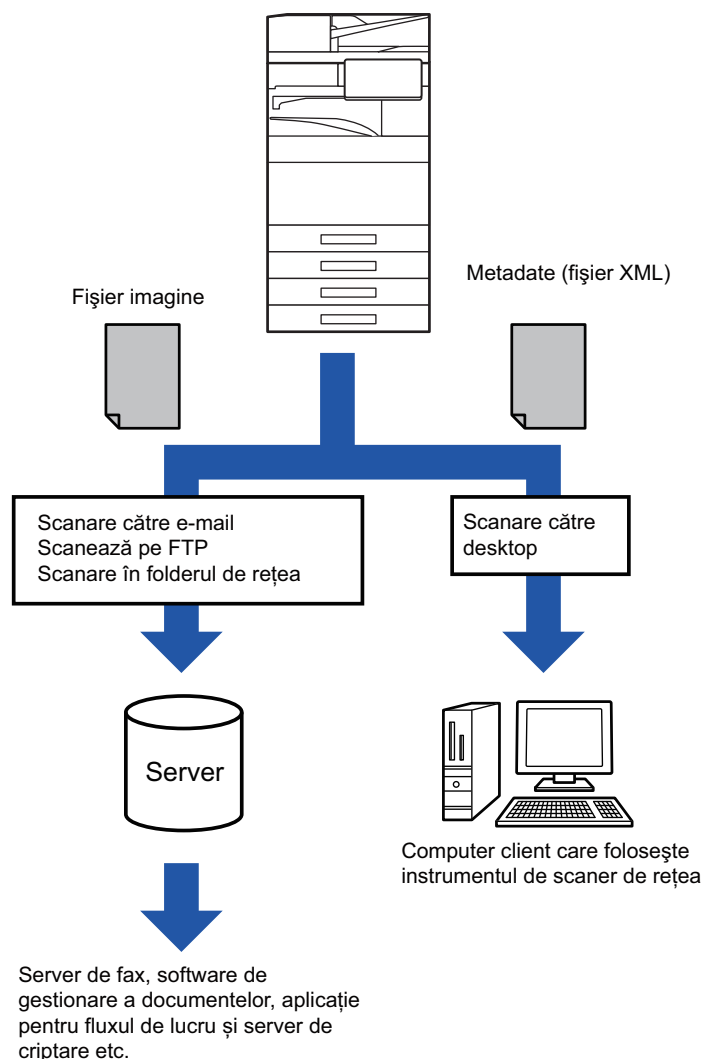 Metadate (fişier XML)
Fişier imagine
Scanare către e-mail
Scanează pe FTP
Scanare în folderul de rețea
Scanare către
desktop
Server
Computer client care foloseşte
instrumentul de scaner de rețea
Server de fax, software de
gestionare a documentelor, aplicație
pentru fluxul de lucru și server de
criptare etc.